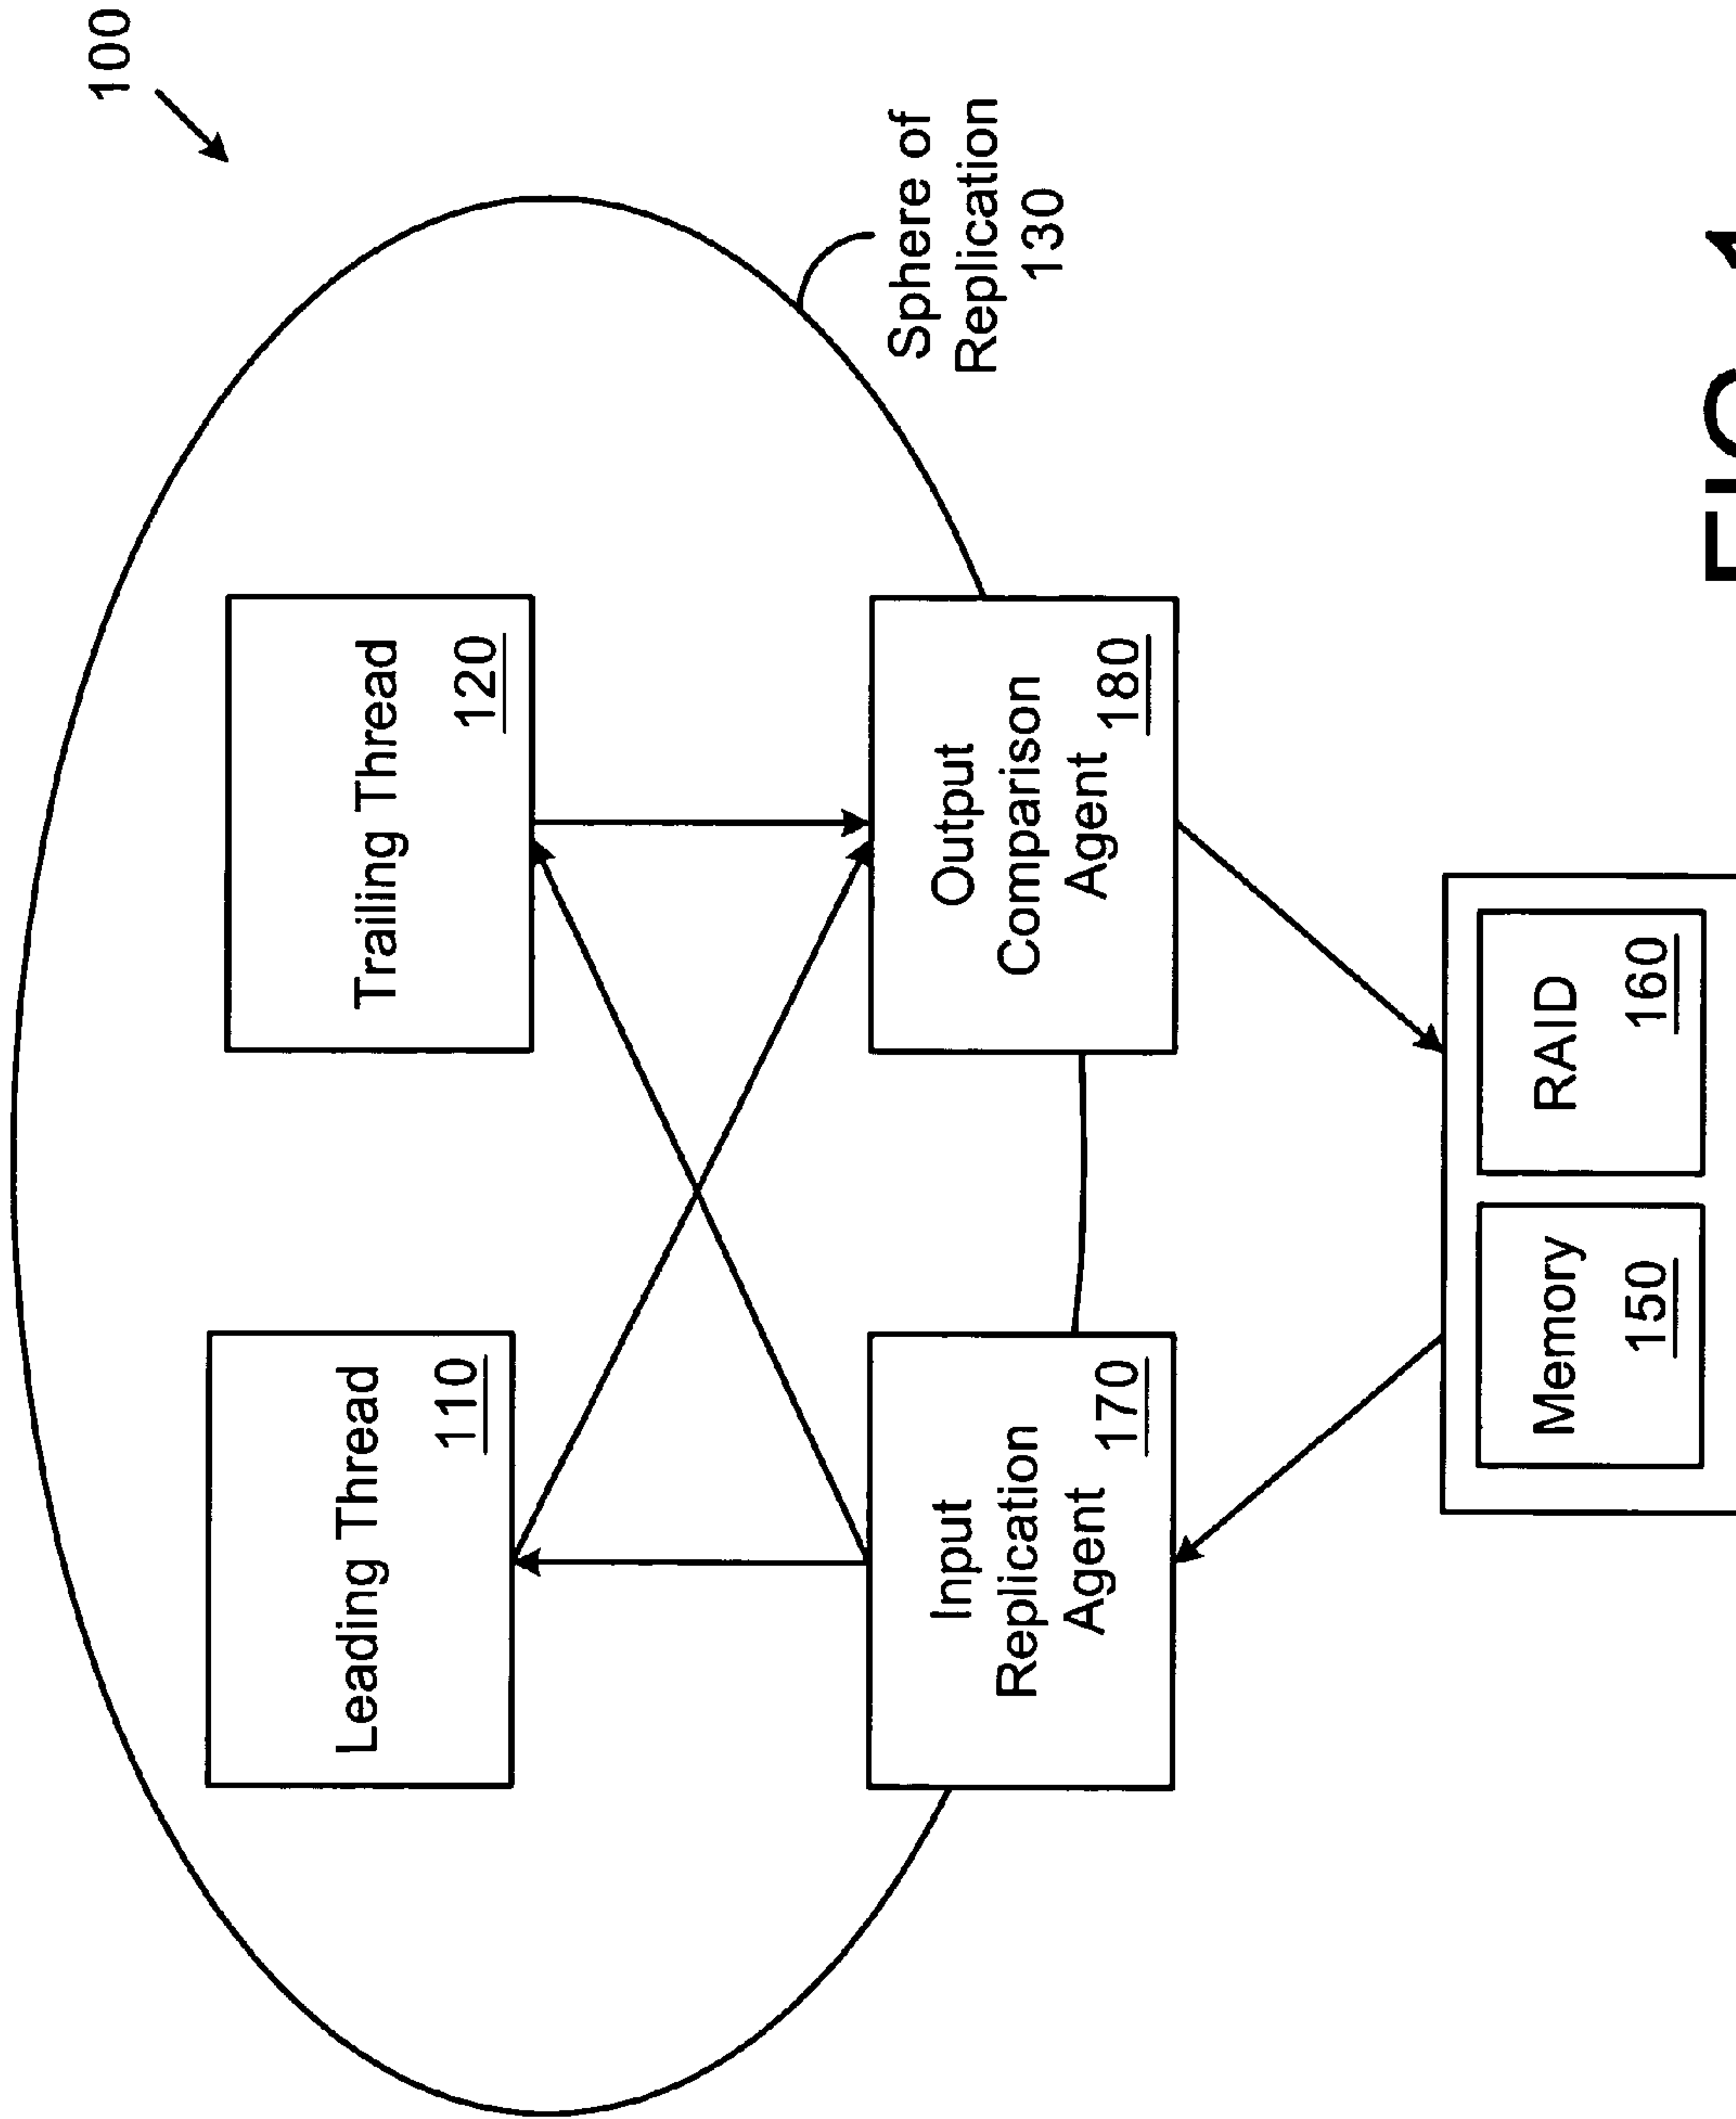 100
Leading Thread
110
Trailing Thread
120
Sphere of
Replication
130
Input
Replication
Agent
170
Output
Comparison
Agent
180
Memory
150
RAID
160